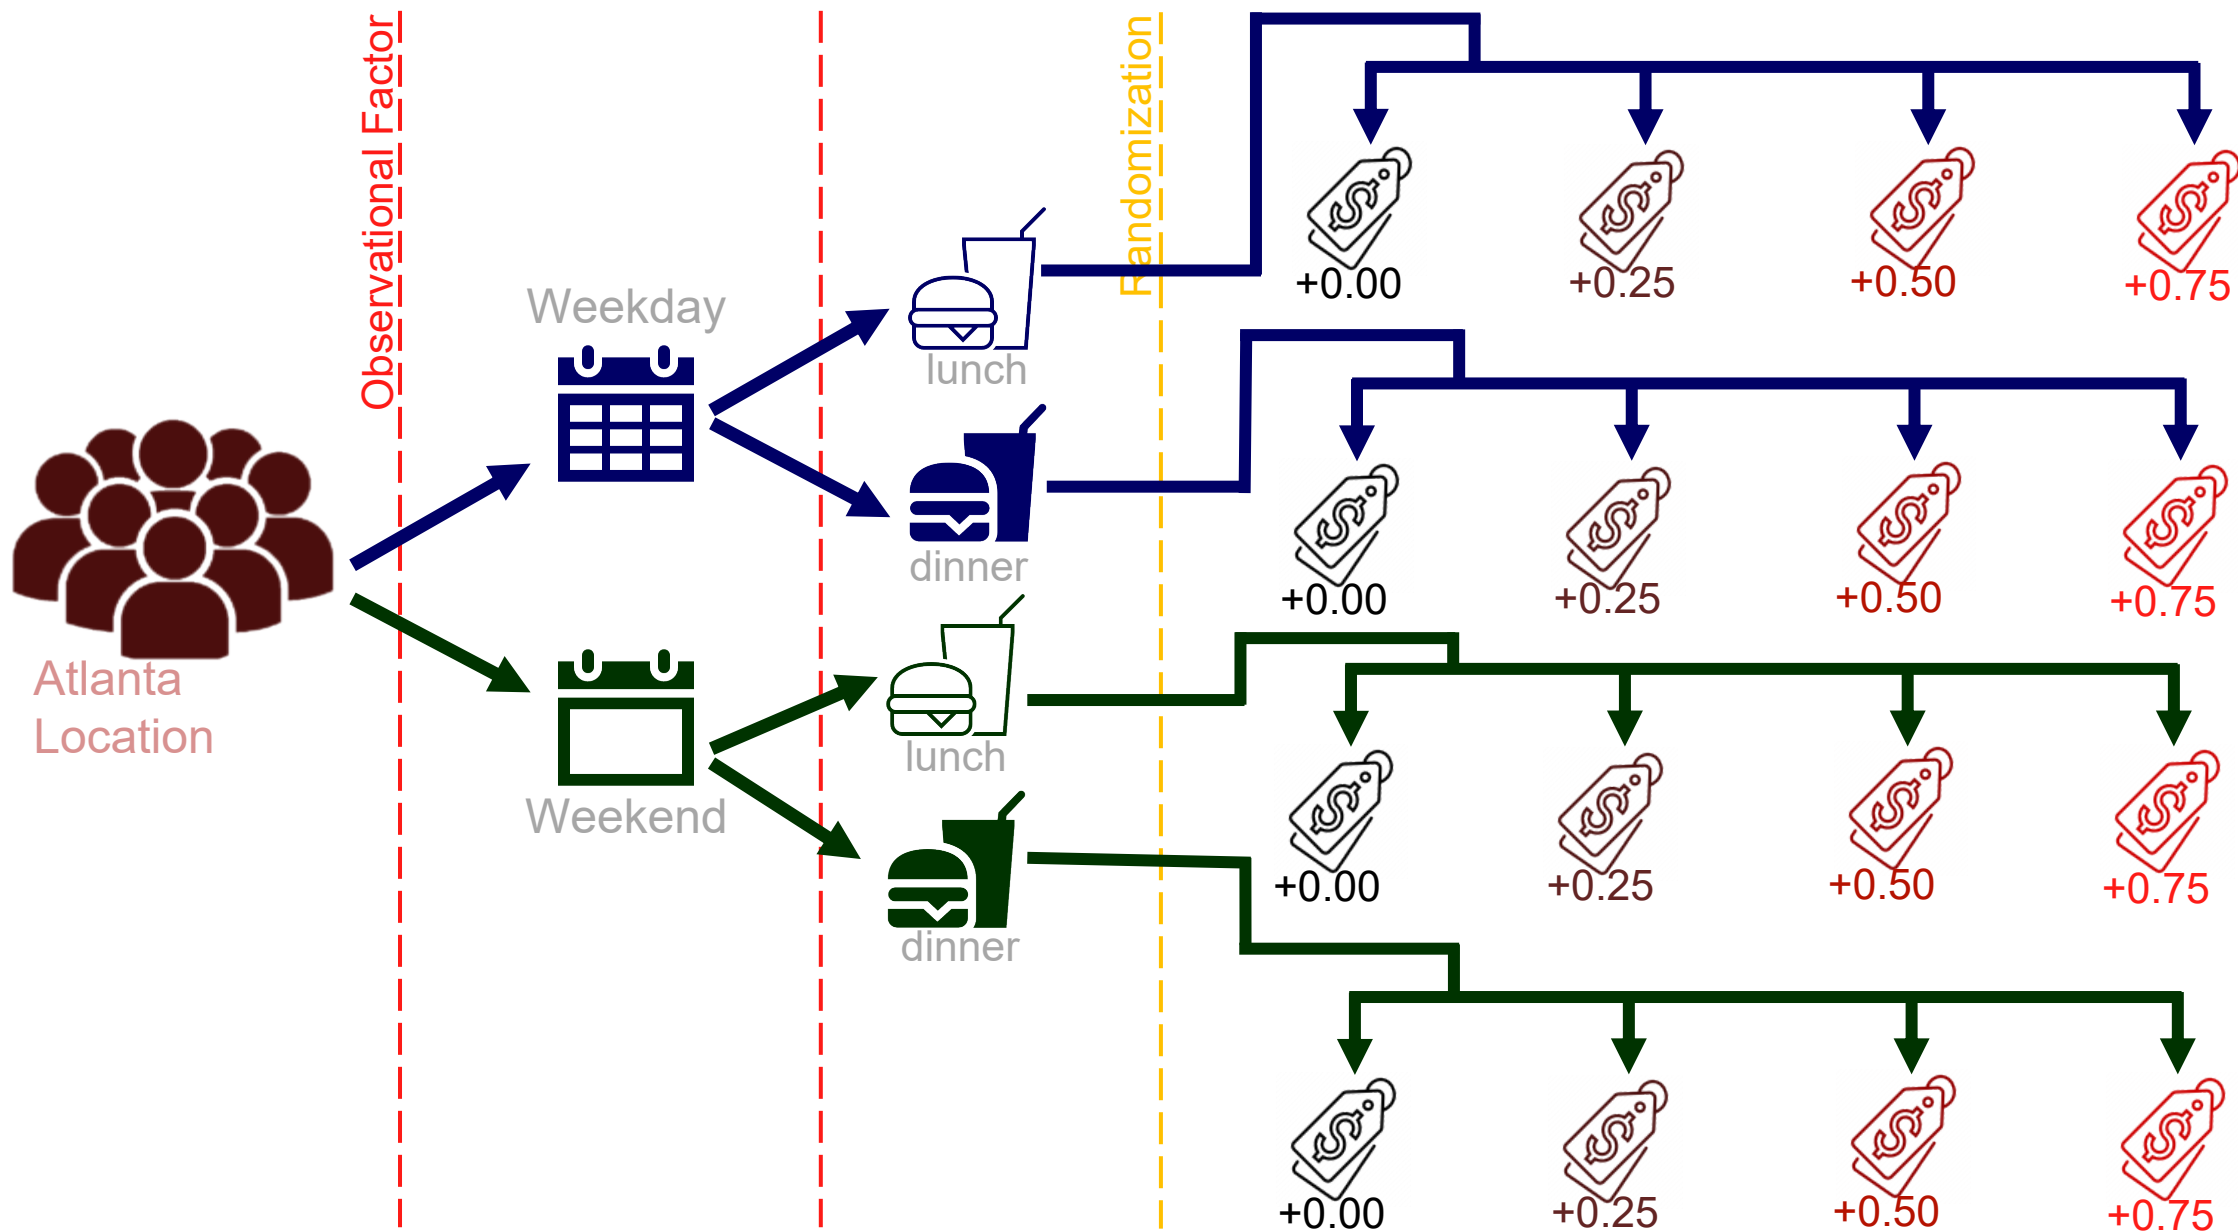 Observational Factor
Randomization
Atlanta
Location
Weekday
Weekend
lunch
dinner
lunch
dinner
+0.00
+0.25
+0.50
+0.75
+0.00
+0.25
+0.50
+0.75
+0.00
+0.25
+0.50
+0.75
+0.00
+0.25
+0.50
+0.75